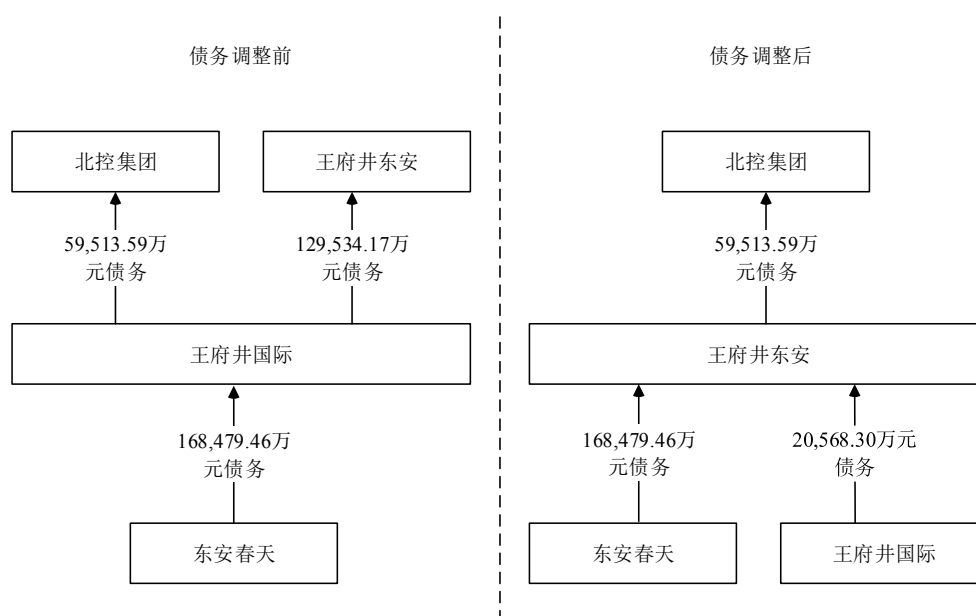 债务调整前
债务调整后
北控集团
王府井东安
北控集团
59,513.59万
元债务
129,534.17万
元债务
59,513.59万
元债务
王府井国际
王府井东安
168,479.46万
元债务
168,479.46万
元债务
20,568.30万元
债务
东安春天
东安春天
王府井国际